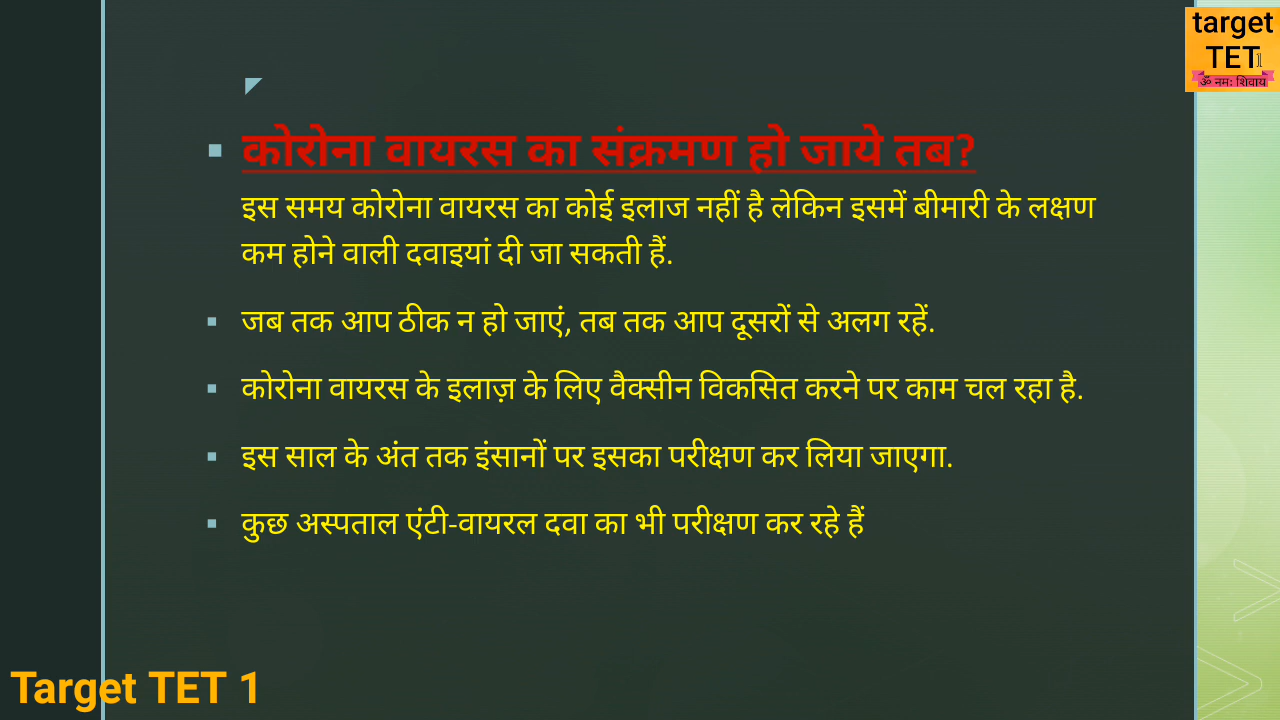 target
TET1
ॐ नमः शिवाय
कोरोना वायरस का संक्रमण हो जाये तब?
इस समय कोरोना वायरस का कोई इलाज नहीं है लेकिन इसमें बीमारी के लक्षण
कम होने वाली दवाइयां दी जा सकती हैं.
जब तक आप ठीक न हो जाएं, तब तक आप दूसरों से अलग रहें.
कोरोना वायरस के इलाज़ के लिए वैक्सीन विकसित करने पर काम चल रहा है.
इस साल के अंत तक इंसानों पर इसका परीक्षण कर लिया जाएगा.
कुछ अस्पताल एंटी-वायरल दवा का भी परीक्षण कर रहे हैं
Target TET 1